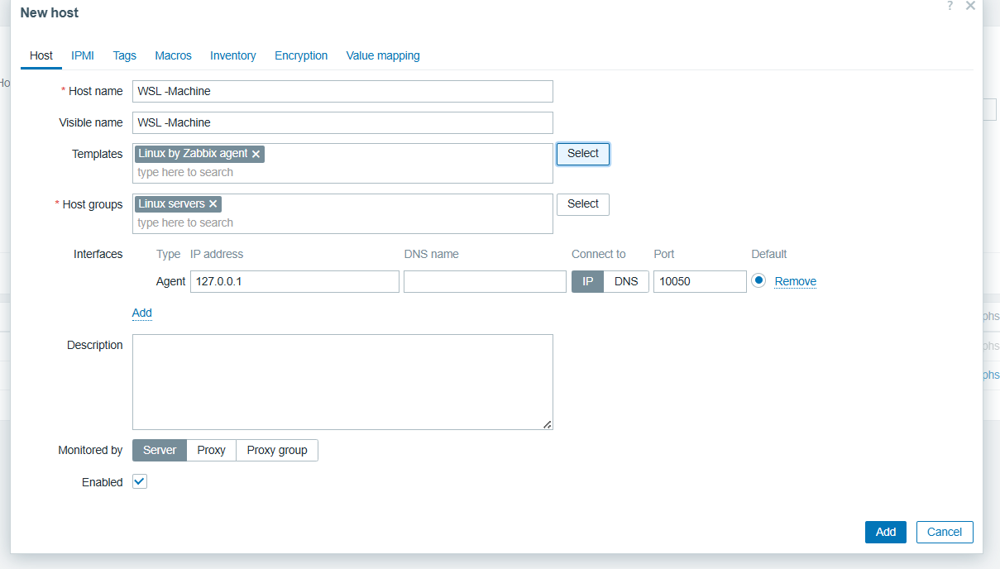 New host
?
Host IPMI Tags Macros Inventory Encryption Value mapping
Ho
* Host name WSL -Machine
Visible name WSL -Machine
Templates Linux by Zabbix agent Select
type here to search
* Host groups Linux servers Select
type here to search
Interfaces Type IP address DNS name Connect to Port Default
Agent 127.0.0.1 IP DNS 10050 Remove
Add
phs
Description
phs
phs
Monitored by Server Proxy Proxy group
Enabled
Add Cancel